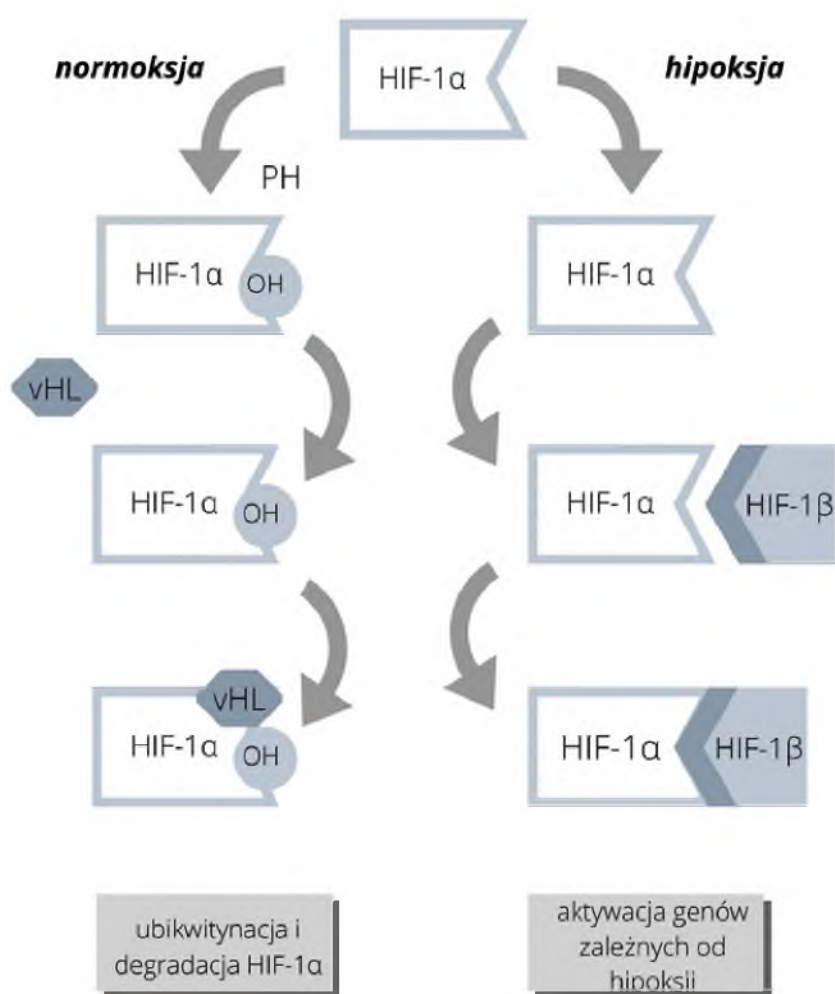 normoksja
HIF-1α
hipoksja
PH
HIF-1α
OH
HIF-1α
vHL
HIF-1α
OH
HIF-1α
HIF-1β
vHL
HIF-1α
OH
HIF-1α
HIF-1β
ubikwitynacja i
degradacja HIF-1α
aktywacja genów
zależnych od
hipoksii